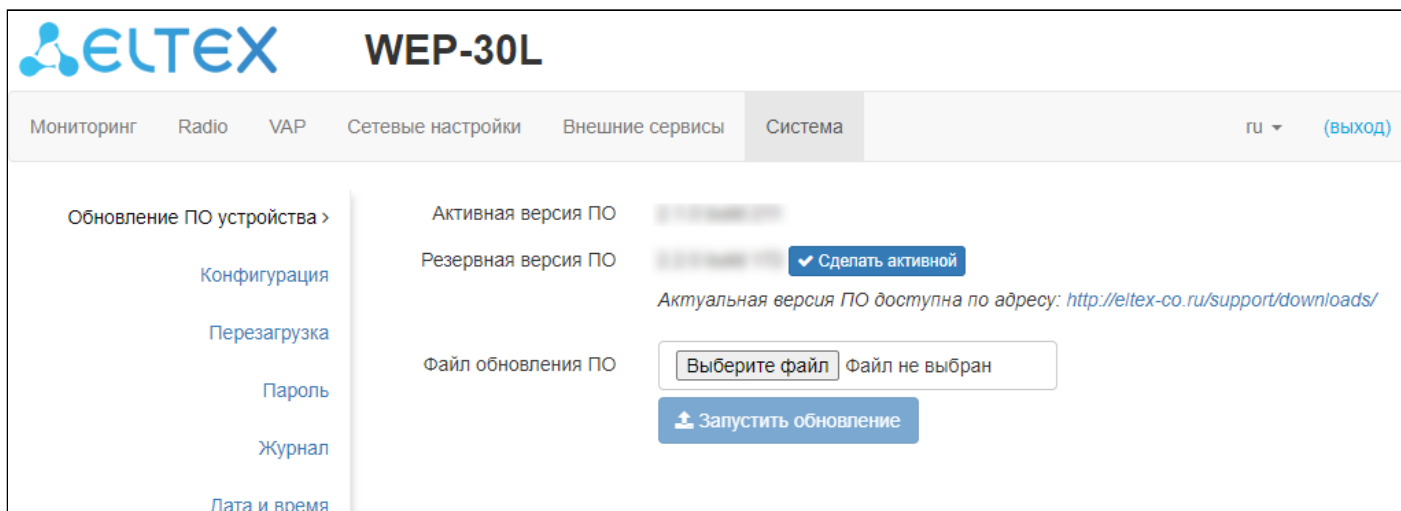 ELTEX WEP-30L
Мониторинг Radio VAP Сетевые настройки Внешние сервисы Система ru (выход)
Обновление ПО устройства >
Конфигурация
Перезагрузка
Пароль
Журнал
Дата и время
Активная версия ПО
Резервная версия ПО Сделать активной
Актуальная версия ПО доступна по адресу: http://eltex-co.ru/support/downloads/
Файл обновления ПО Выберите файл Файл не выбран
Запустить обновление